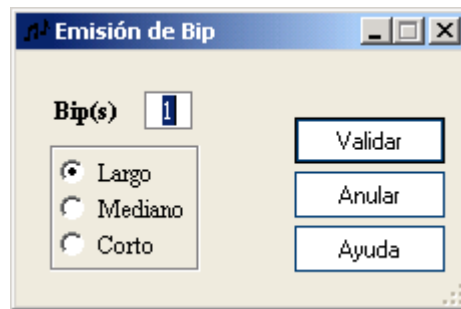 Emisión de Bip
Bip(s) 1
Largo
Mediano
Corto
Validar
Anular
Ayuda